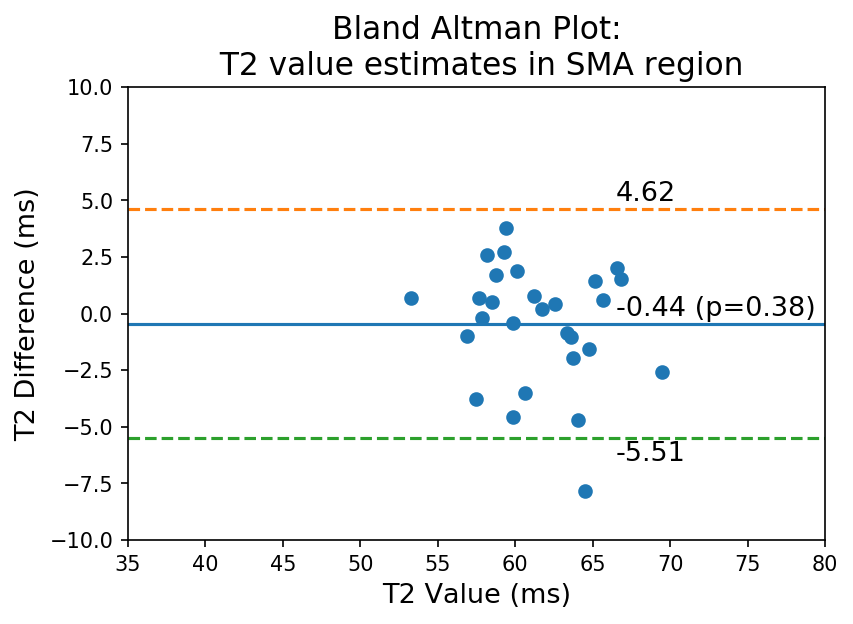 Bland Altman Plot:
T2 value estimates in SMA region
10.0
7.5
5.0
2.5
0.0
−2.5
−5.0
−7.5
−10.0
T2 Difference (ms)
4.62
-0.44 (p=0.38)
-5.51
35 40 45 50 55 60 65 70 75 80
T2 Value (ms)